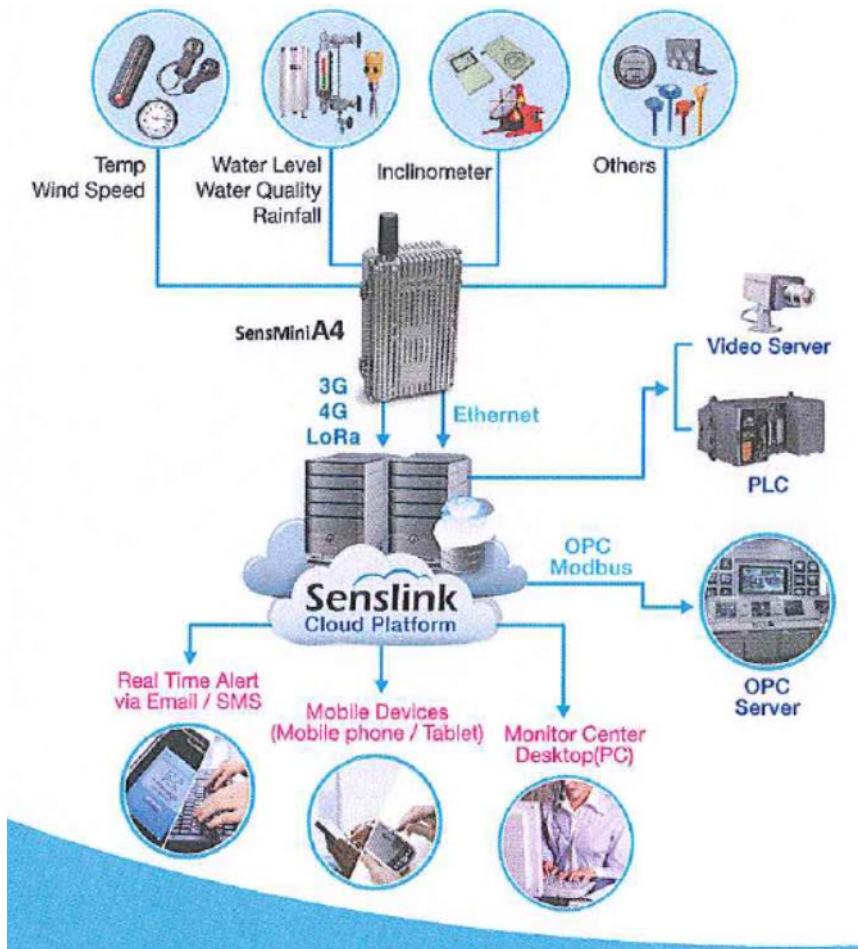 Temp
Wind Speed
Water Level
Water Quality
Rainfall
Inclinometer
Others
SensMini A4
3G
4G
LoRa
Ethernet
Video Server
PLC
OPC
Modbus
Senslink
Cloud Platform
OPC
Server
Real Time Alert
via Email / SMS
Mobile Devices
(Mobile phone / Tablet)
Monitor Center
Desktop(PC)